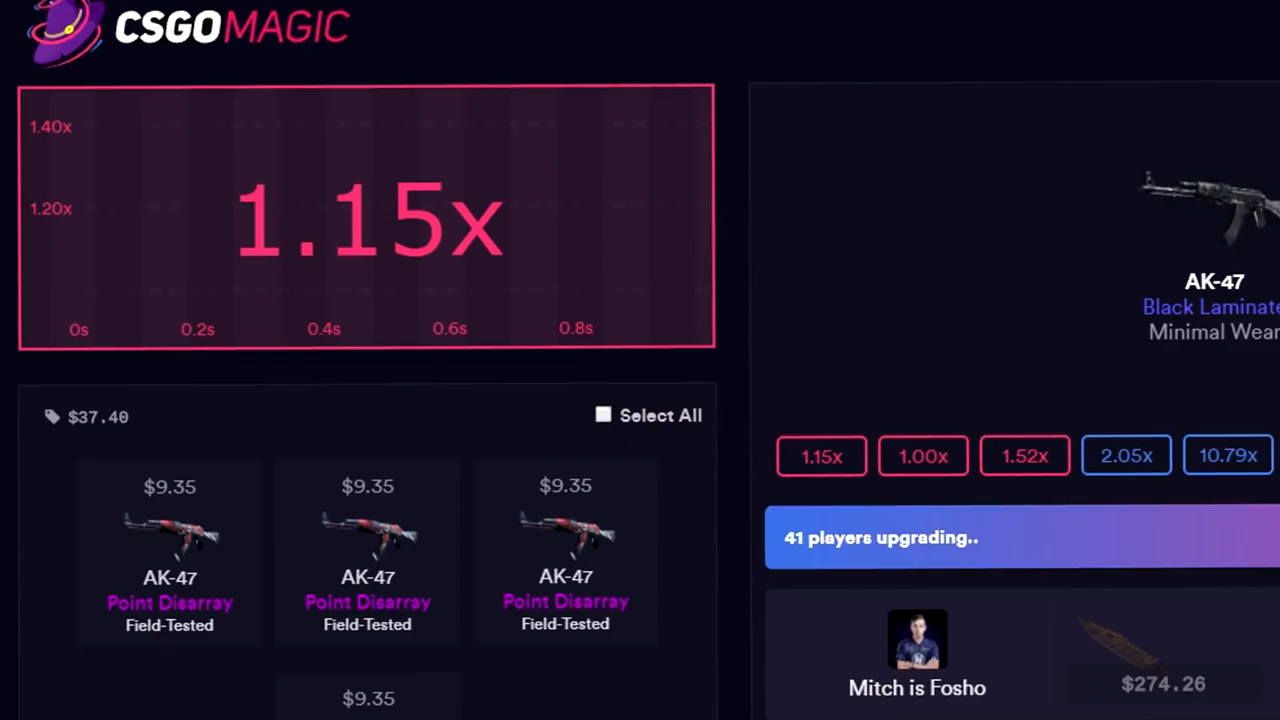 CSGOMAGIC
1.40x
1.20x
1.15x
0s 0.2s 0.4s 0.6s 0.8s
$37.40
Select All
$9.35 $9.35 $9.35
AK-47 AK-47 AK-47
Point Disarray Point Disarray Point Disarray
Field-Tested Field-Tested Field-Tested
$9.35
AK-47
Black Laminate
Minimal Wear
1.15x 1.00x 1.52x 2.05x 10.79x
41 players upgrading..
Mitch is Fosho
$274.26